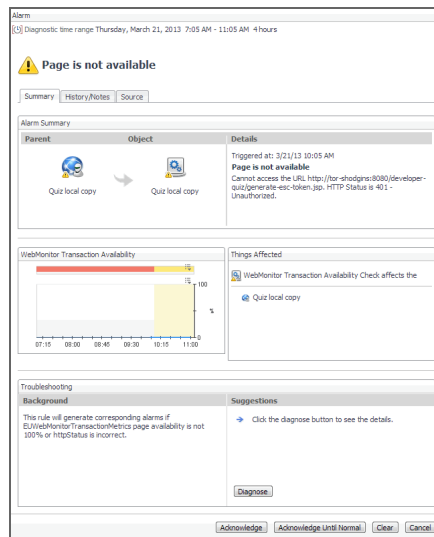 Alarm
Diagnostic time range Thursday, March 21, 2013 7:05 AM - 11:05 AM 4 hours
Page is not available
Summary History/Notes Source
Alarm Summary
Parent Object Details
Triggered at: 3/21/13 10:05 AM
Page is not available
Cannot access the URL http://tor-shodgins:8080/developer-
quiz/generate-esc-token.jsp. HTTP Status is 401 -
Unauthorized.
Quiz local copy Quiz local copy
WebMonitor Transaction Availability
100
%
0
07:15 08:00 08:45 09:30 10:15 11:00
Things Affected
WebMonitor Transaction Availability Check affects the
Quiz local copy
Troubleshooting
Background
This rule will generate corresponding alarms if
EUWebMonitorTransactionMetrics page availability is not
100% or httpStatus is incorrect.
Suggestions
Click the diagnose button to see the details.
Diagnose
Acknowledge Acknowledge Until Normal Clear Cancel